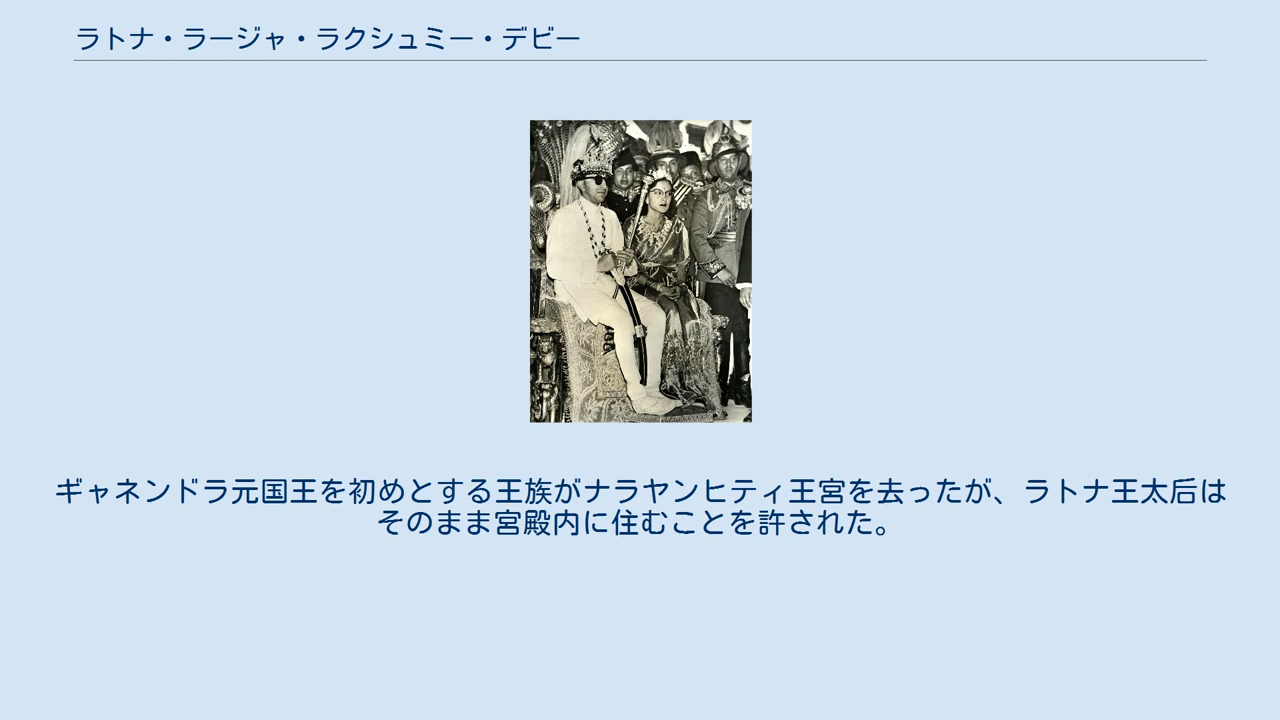 ラトナ・ラージャ・ラクシュミー・デビー
ギャネンドラ元国王を初めとする王族がナラヤンヒティ王宮を去ったが、ラトナ王太后は
そのまま宮殿内に住むことを許された。